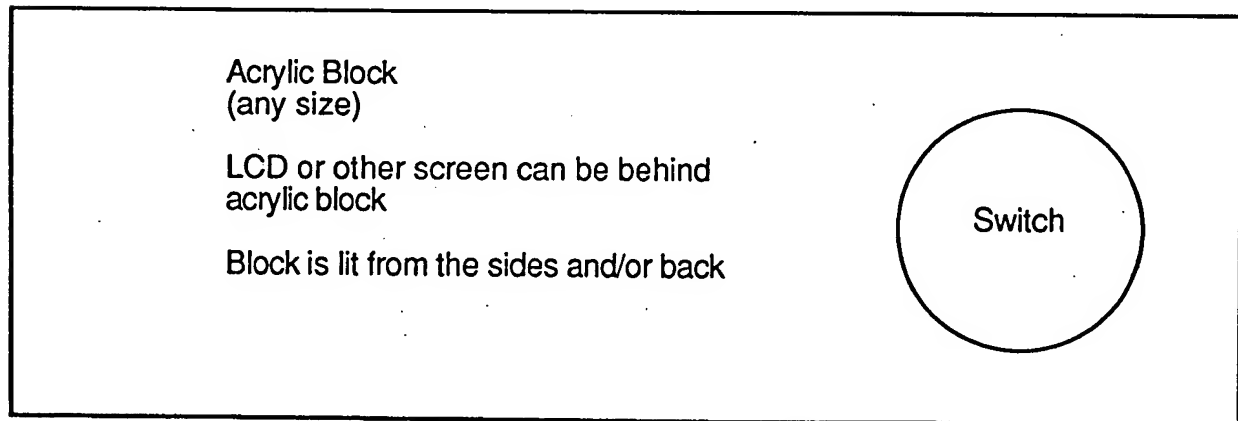 Acrylic Block
(any size)
LCD or other screen can be behind
acrylic block
Switch
Block is lit from the sides and/or back